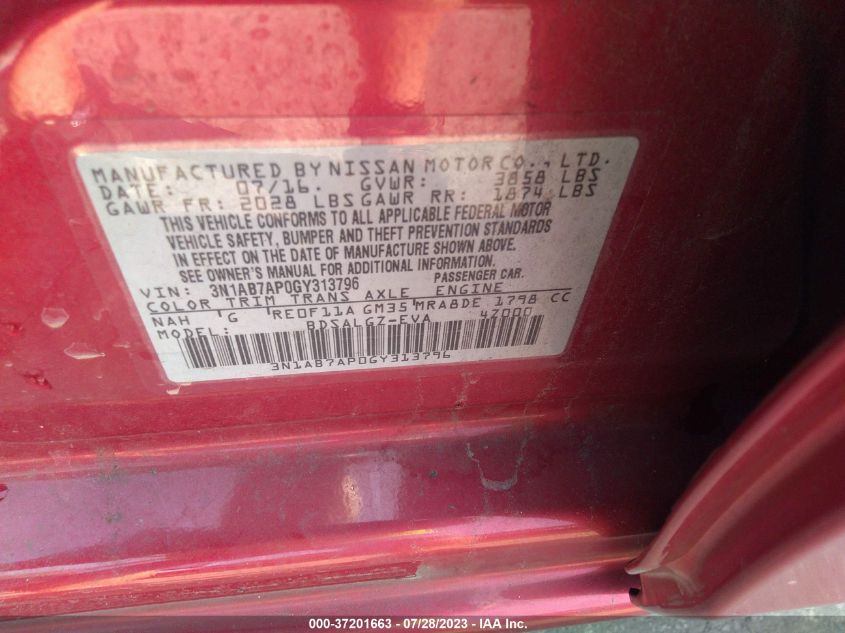 MANUFACTURED BY NISSAN MOTOR CO., LTD.
DATE: 07/16. GVWR: 3858 LBS
GAWR FR: 2028 LBS GAWR RR: 1874 LBS
THIS VEHICLE CONFORMS TO ALL APPLICABLE FEDERAL MOTOR
VEHICLE SAFETY, BUMPER AND THEFT PREVENTION STANDARDS
IN EFFECT ON THE DATE OF MANUFACTURE SHOWN ABOVE.
SEE OWNER'S MANUAL FOR ADDITIONAL INFORMATION.
VIN: 3N1AB7AP0GY313796 PASSENGER CAR.
COLOR TRIM TRANS AXLE ENGINE
NAH G RE0F11A GM35 MRA8DE 1798 CC
MODEL: BDSALGZ-EVA 4Z000
3N1AB7AP0GY313796
000-37201663 - 07/28/2023 - IAA Inc.